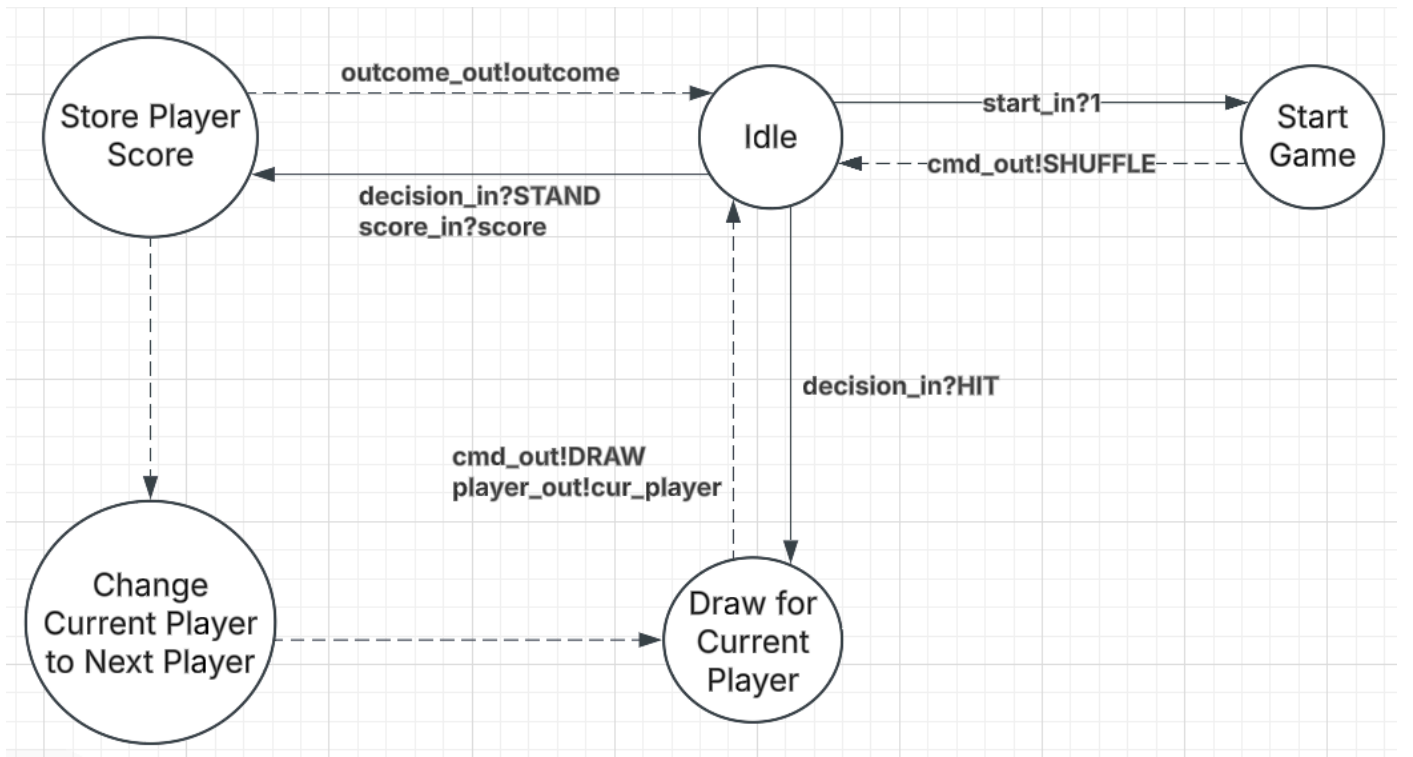 outcome_out!outcome
Store Player
Score
Idle
start_in?1
Start
Game
cmd_out!SHUFFLE
decision_in?STAND
score_in?score
decision_in?HIT
cmd_out!DRAW
player_out!cur_player
Change
Current Player
to Next Player
Draw for
Current
Player